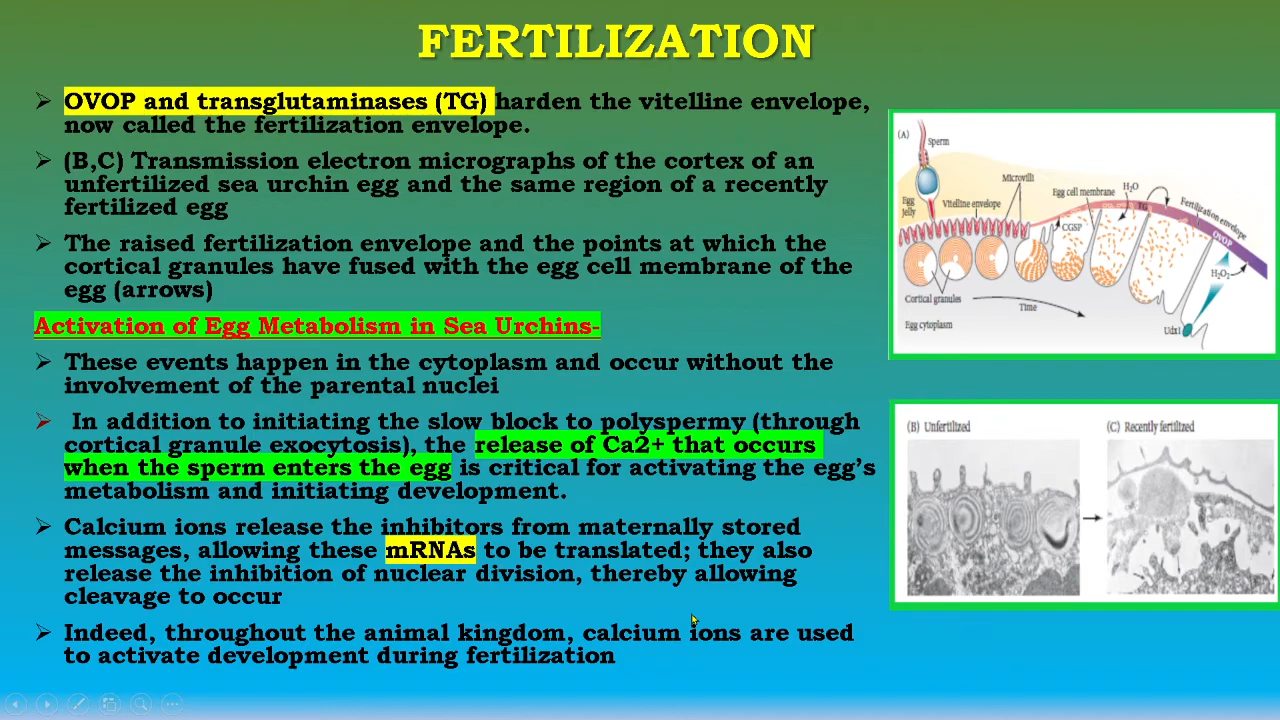 FERTILIZATION
OVOP and transglutaminases (TG) harden the vitelline envelope,
now called the fertilization envelope.
(B,C) Transmission electron micrographs of the cortex of an
unfertilized sea urchin egg and the same region of a recently
fertilized egg
The raised fertilization envelope and the points at which the
cortical granules have fused with the egg cell membrane of the
egg (arrows)
Activation of Egg Metabolism in Sea Urchins-
These events happen in the cytoplasm and occur without the
involvement of the parental nuclei
In addition to initiating the slow block to polyspermy (through
cortical granule exocytosis), the release of Ca2+ that occurs
when the sperm enters the egg is critical for activating the egg's
metabolism and initiating development.
Calcium ions release the inhibitors from maternally stored
messages, allowing these mRNAs to be translated; they also
release the inhibition of nuclear division, thereby allowing
cleavage to occur
Indeed, throughout the animal kingdom, calcium ions are used
to activate development during fertilization
(A)
Sperm
Egg
Jelly
Vitelline envelope
Microvilli
Egg cell membrane
H2O
TG
Fertilization envelope
CGSP
OVOP
H2O2
Cortical granules
Time
Egg cytoplasm
Udx1
(B) Unfertilized
(C) Recently fertilized